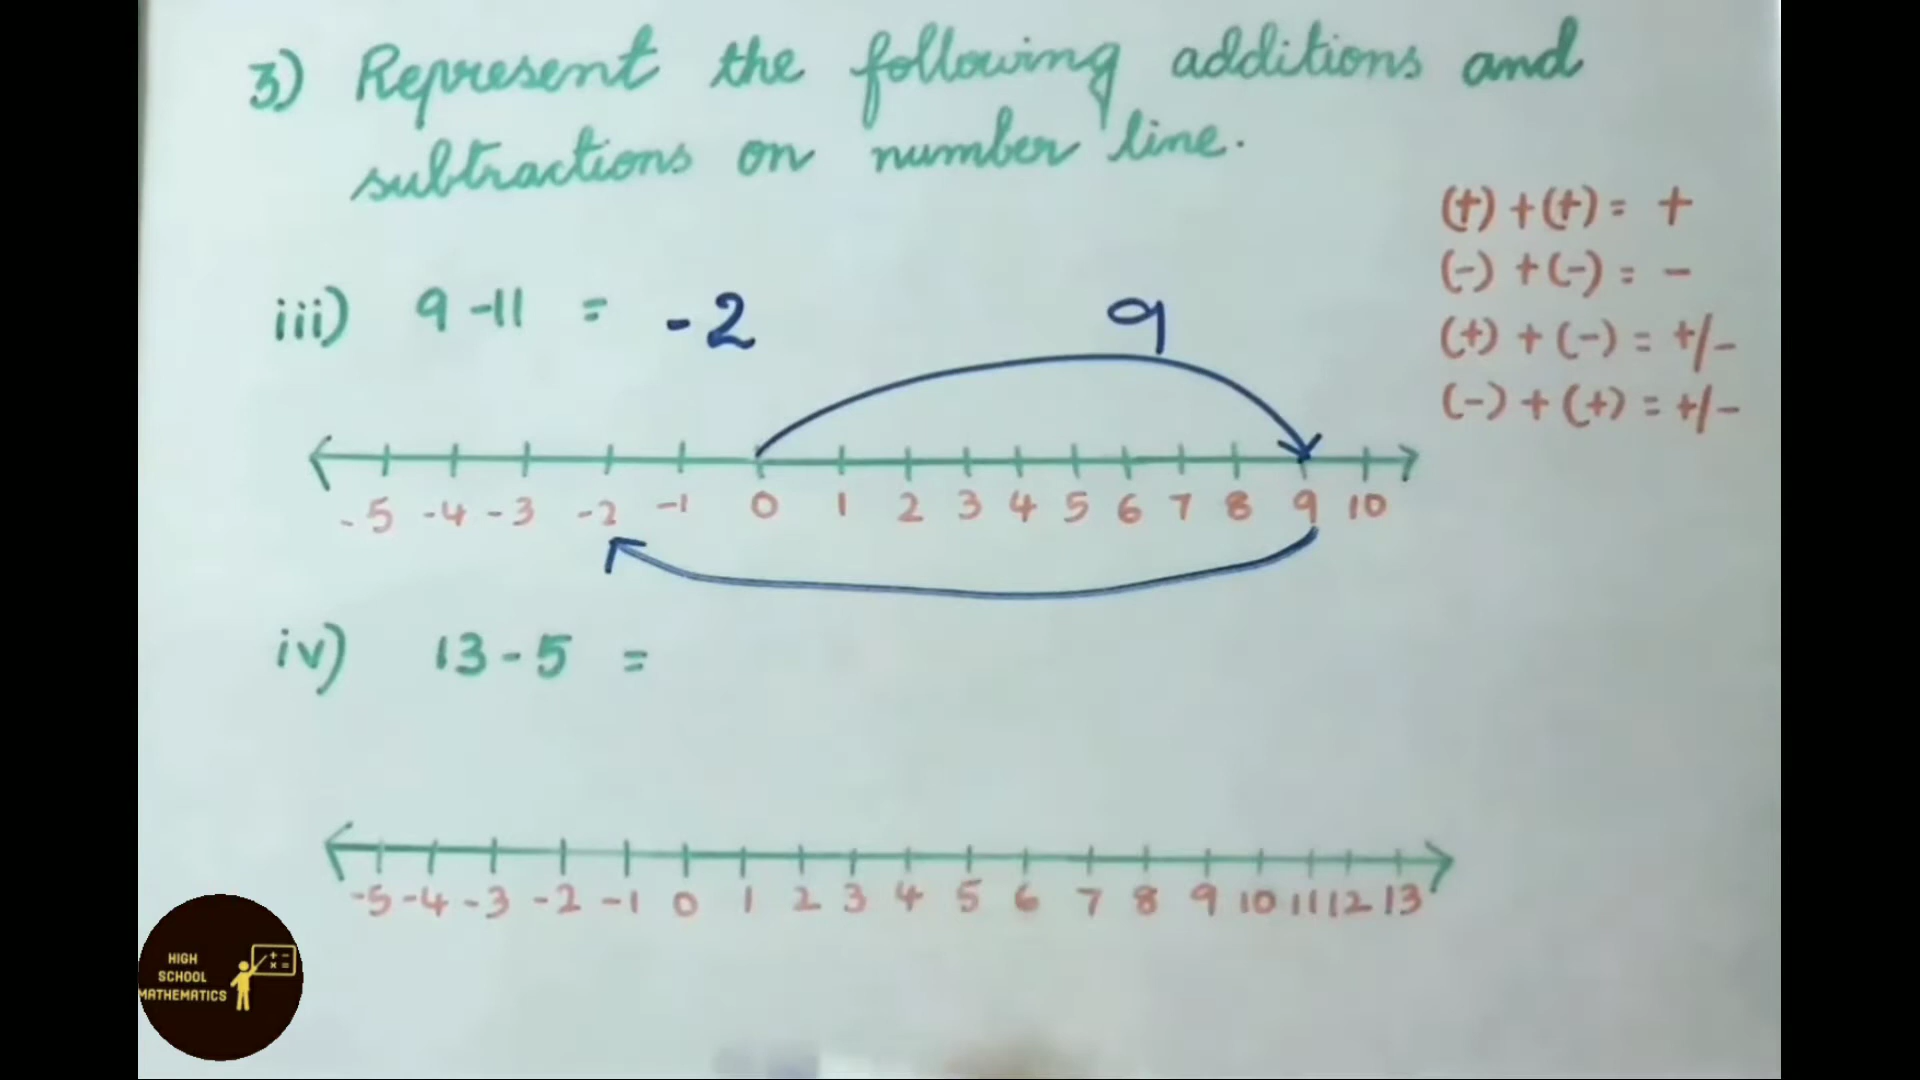 3) Represent the following additions and
subtractions on number line.
(+) + (+) = +
(-) + (-) = -
(+) + (-) = +/-
(-) + (+) = +/-
iii) 9 -11 = -2
9
-5 -4 -3 -2 -1 0 1 2 3 4 5 6 7 8 9 10
iv) 13 - 5 =
-5 -4 -3 -2 -1 0 1 2 3 4 5 6 7 8 9 10 11 12 13
HIGH
SCHOOL
MATHEMATICS
+ -
× =